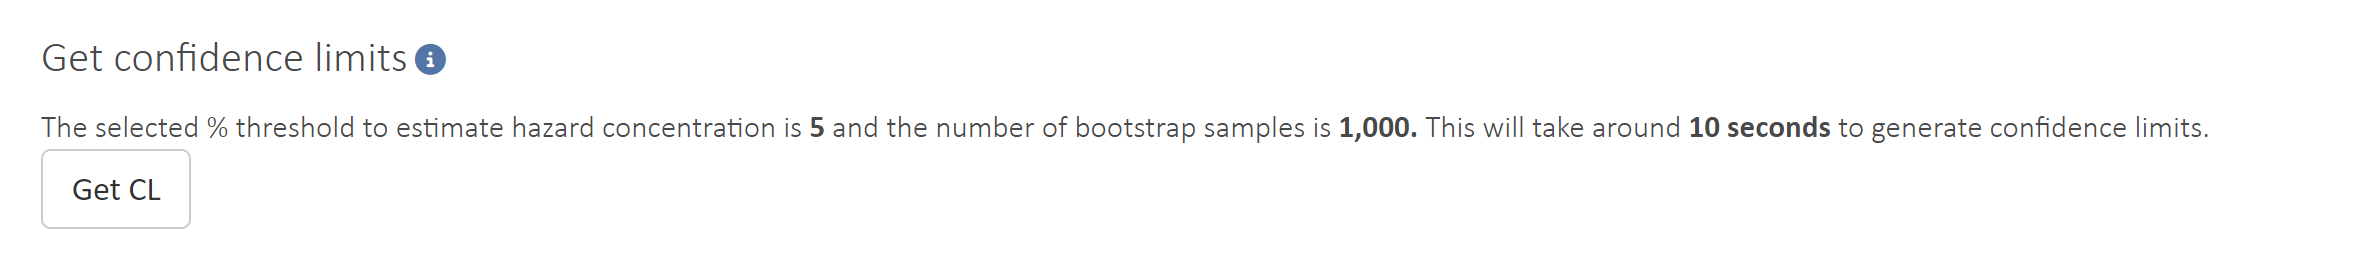 Get confidence limits
The selected % threshold to estimate hazard concentration is 5 and the number of bootstrap samples is 1,000. This will take around 10 seconds to generate confidence limits.
Get CL